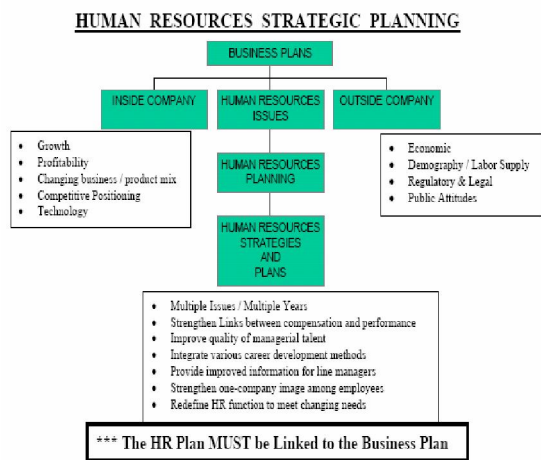 HUMAN RESOURCES STRATEGIC PLANNING
BUSINESS PLANS
INSIDE COMPANY
HUMAN RESOURCES
ISSUES
OUTSIDE COMPANY
• Growth
• Profitability
• Changing business / product mix
• Competitive Positioning
• Technology
• Economic
• Demography / Labor Supply
• Regulatory & Legal
• Public Attitudes
HUMAN RESOURCES
PLANNING
HUMAN RESOURCES
STRATEGIES
AND
PLANS
• Multiple Issues / Multiple Years
• Strengthen Links between compensation and performance
• Improve quality of managerial talent
• Integrate various career development methods
• Provide improved information for line managers
• Strengthen one-company image among employees
• Redefine HR function to meet changing needs
*** The HR Plan MUST be Linked to the Business Plan